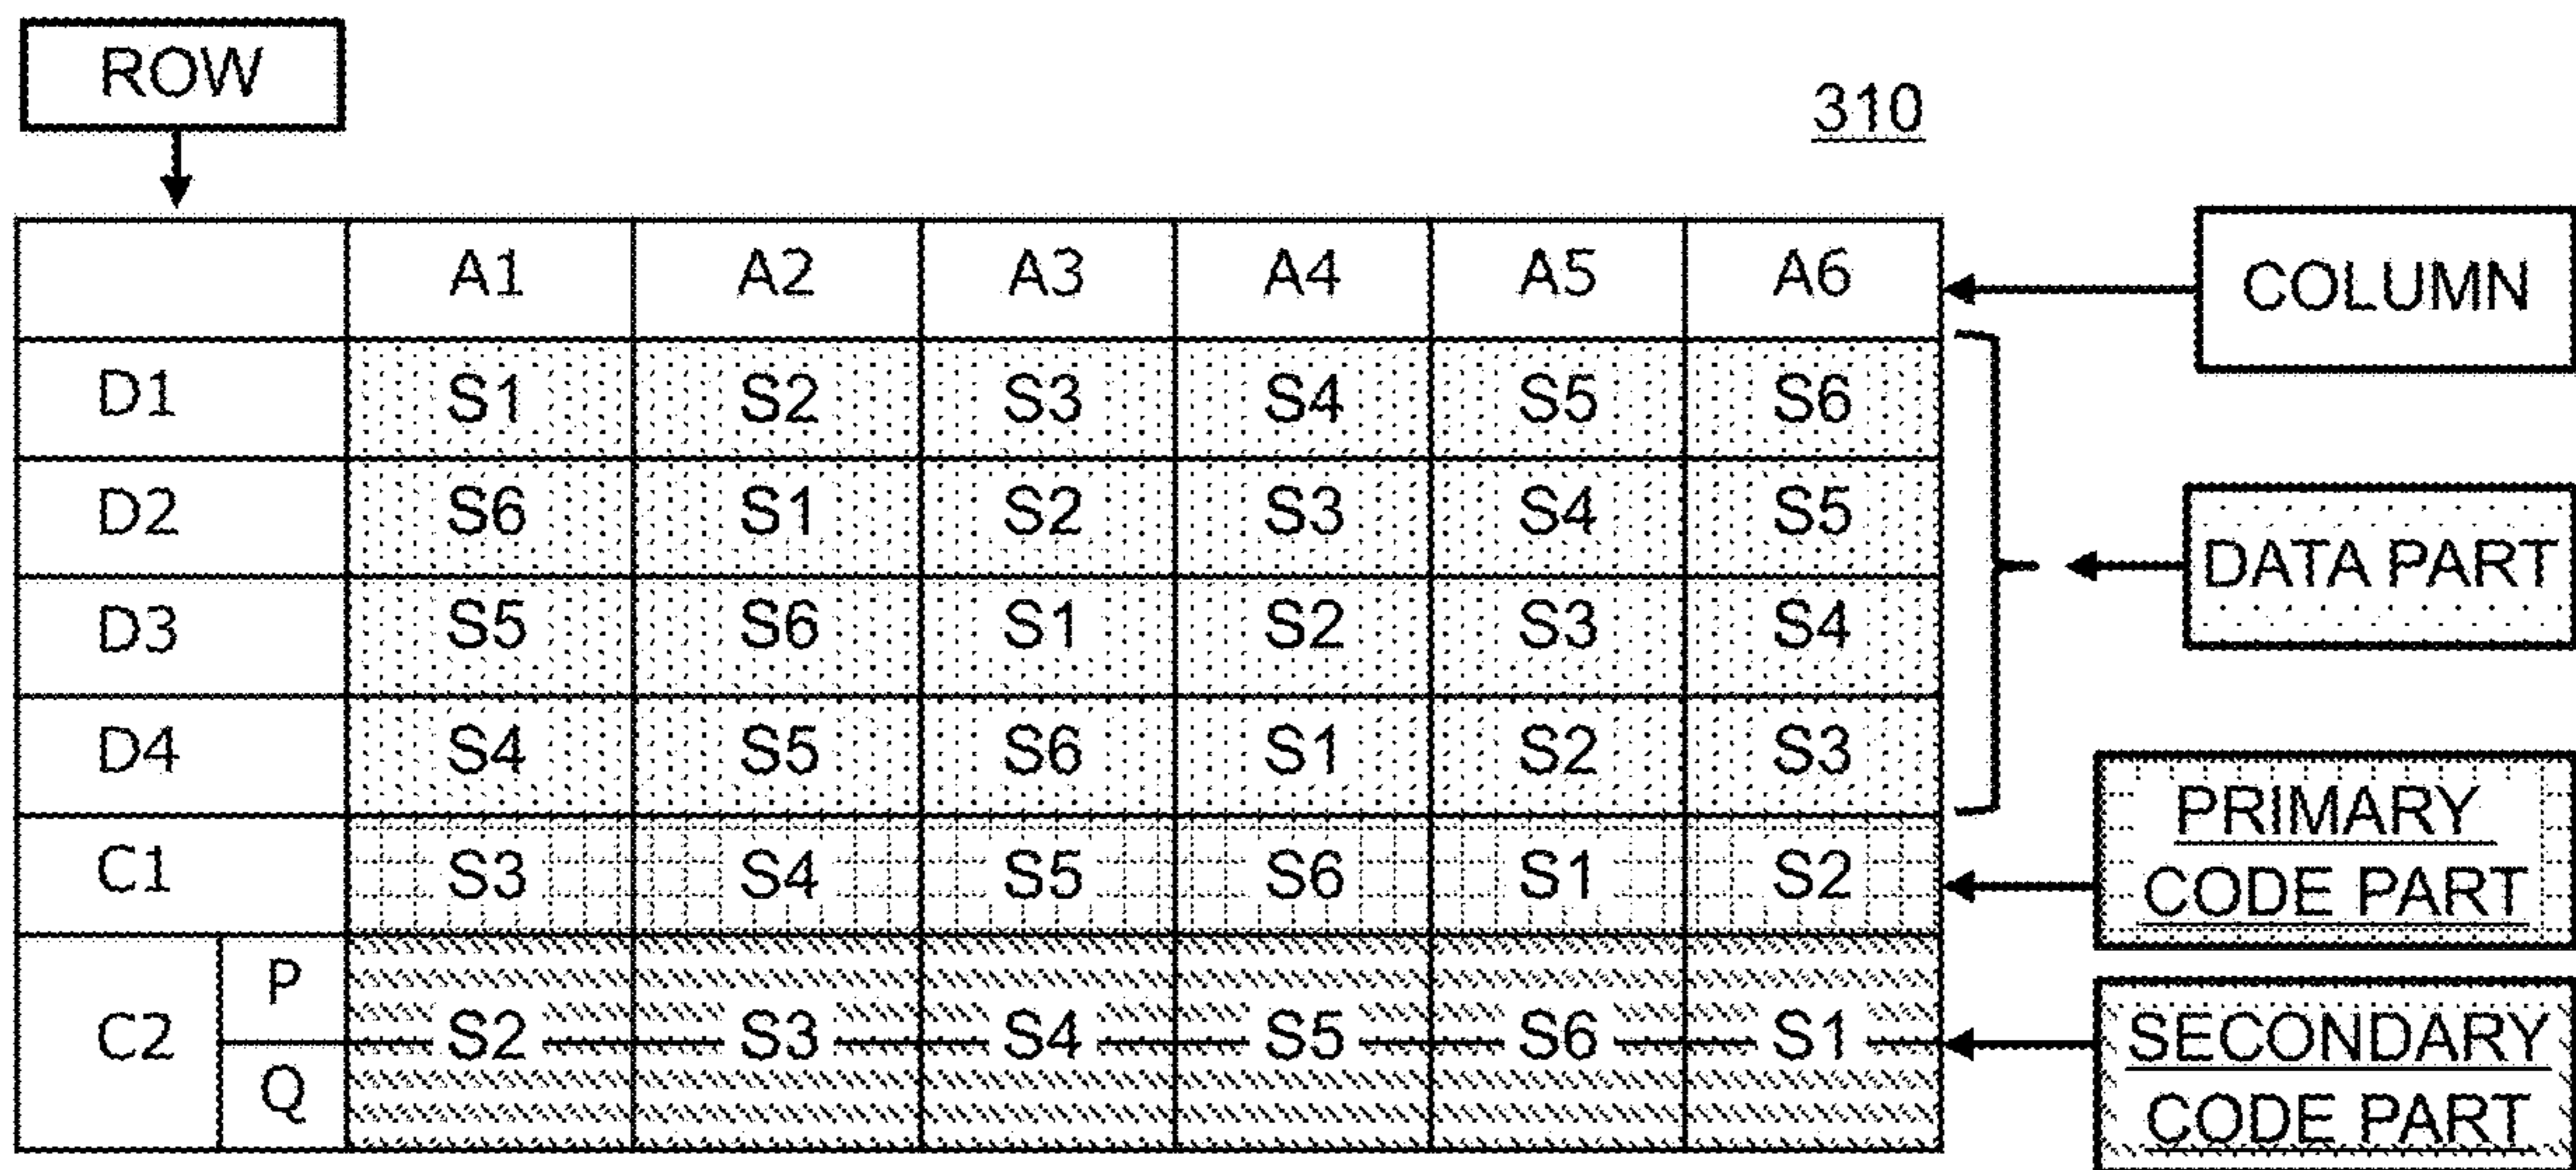 ROW
310
A1 A2 A3 A4 A5 A6
COLUMN
D1 S1 S2 S3 S4 S5 S6
D2 S6 S1 S2 S3 S4 S5
DATA PART
D3 S5 S6 S1 S2 S3 S4
D4 S4 S5 S6 S1 S2 S3
C1 S3 S4 S5 S6 S1 S2
PRIMARY
CODE PART
P
C2 S2 S3 S4 S5 S6 S1
Q
SECONDARY
CODE PART